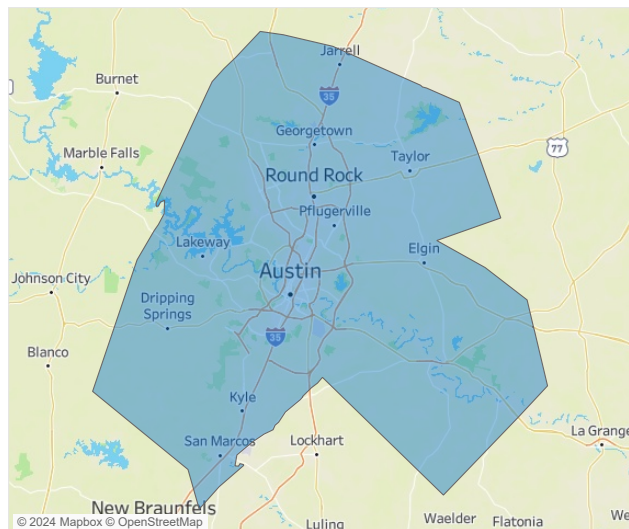 Jarrell
Burnet
35
Georgetown
77
Marble Falls
Taylor
Round Rock
Pflugerville
Lakeway
Elgin
Austin
Johnson City
Dripping
Springs
35
Blanco
Kyle
La Grange
San Marcos
Lockhart
New Braunfels
Luling
Waelder
Flatonia
We
© 2024 Mapbox © OpenStreetMap